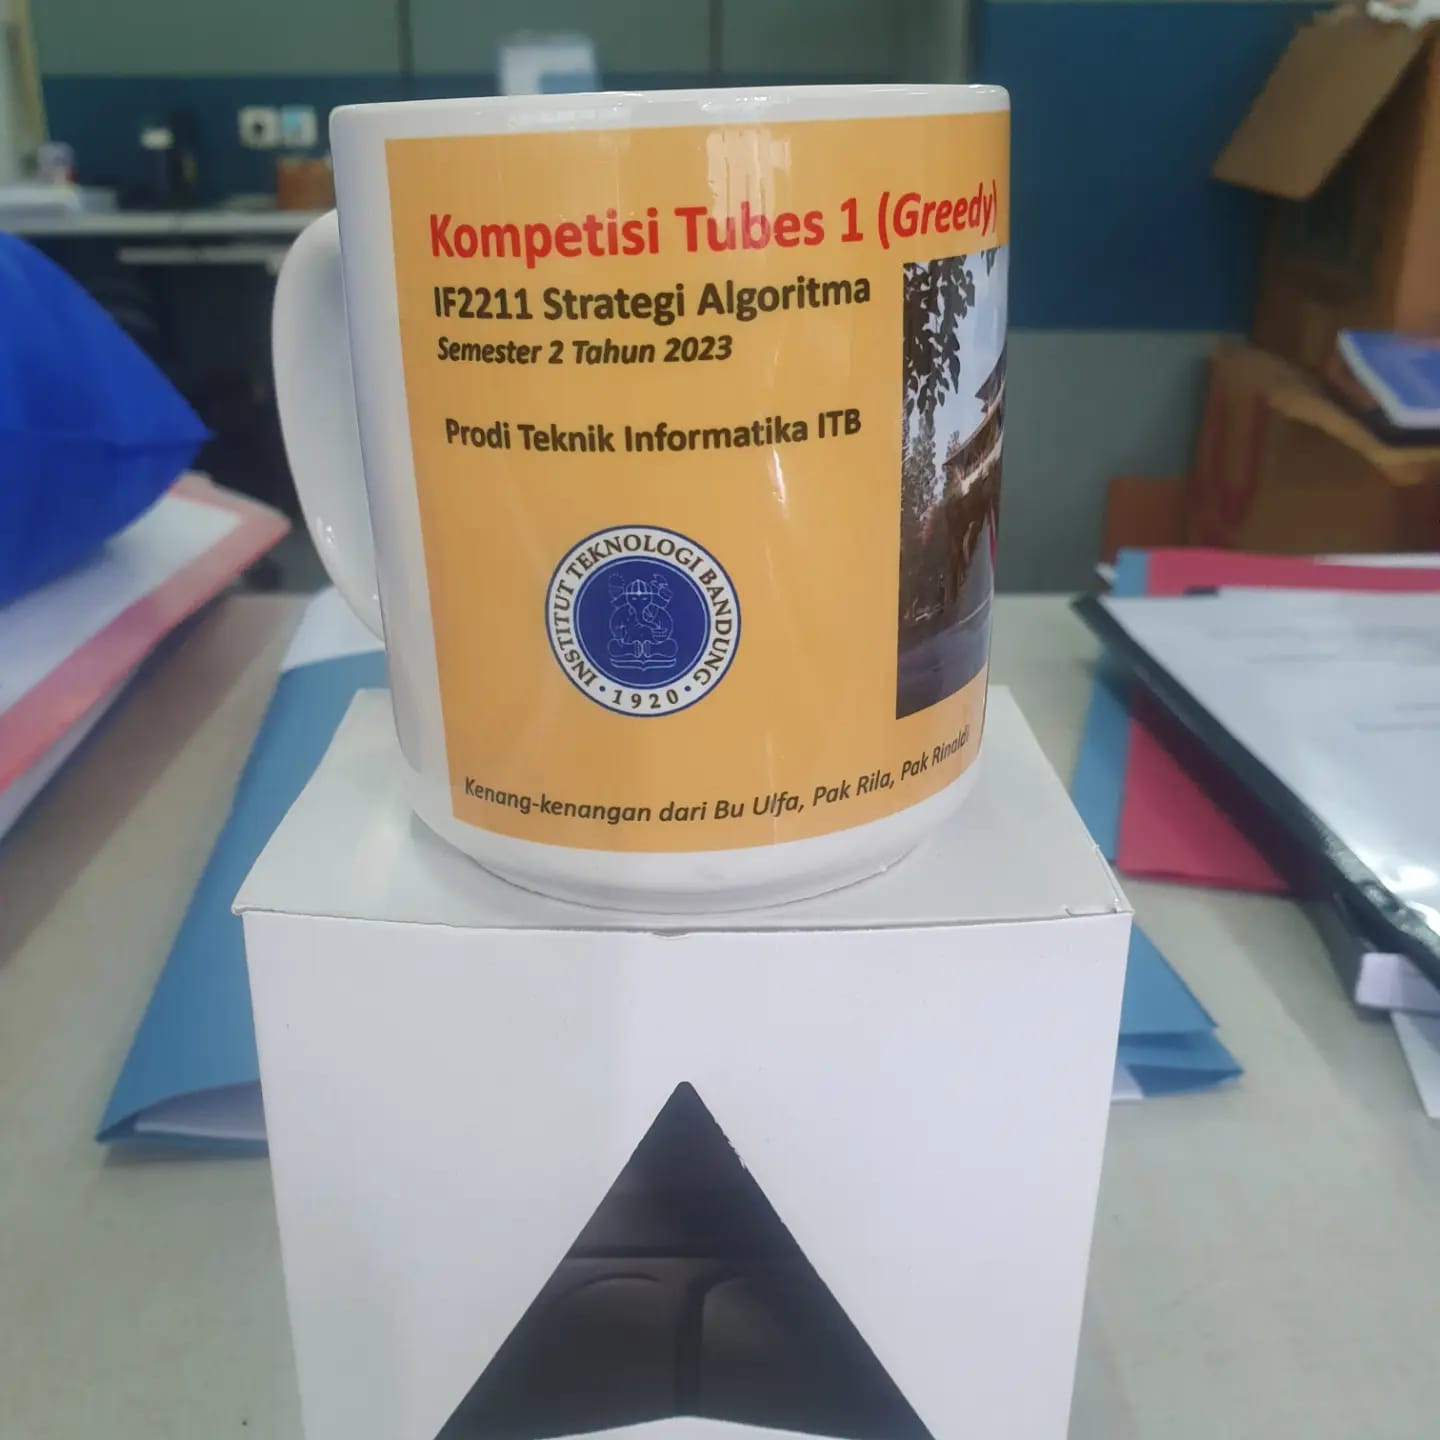 Kompetisi Tubes 1 (Greedy)
IF2211 Strategi Algoritma
Semester 2 Tahun 2023
Prodi Teknik Informatika ITB
INSTITUT TEKNOLOGI BANDUNG
• 1920 •
Kenang-kenangan dari Bu Ulfa, Pak Rila, Pak Rinaldi